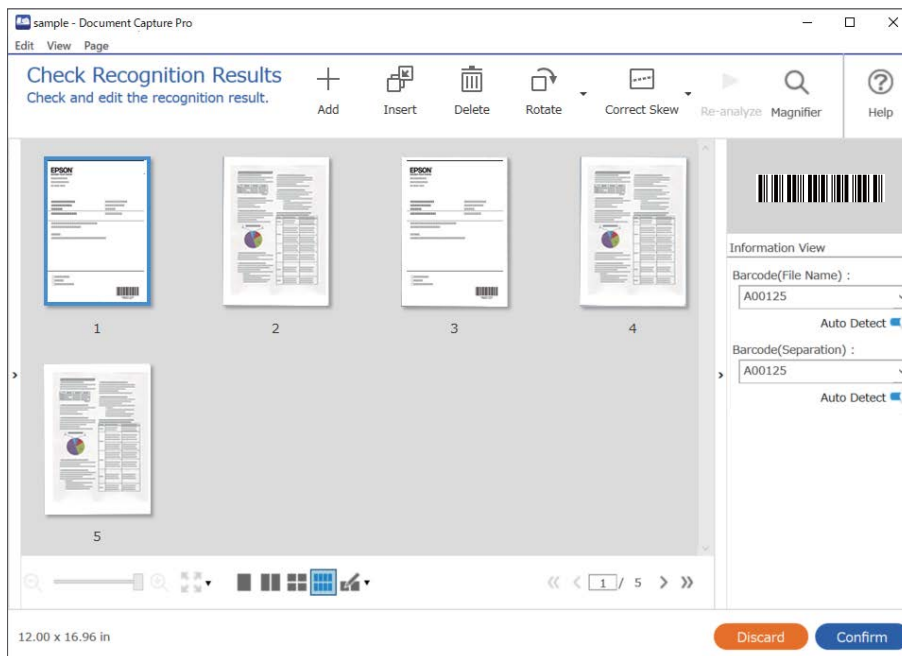 sample - Document Capture Pro
Edit View Page
Check Recognition Results
Check and edit the recognition result.
Add Insert Delete Rotate Correct Skew Re-analyze Magnifier Help
EPSON
EPSON
1 2 3 4
5
Information View
Barcode(File Name) :
A00125
Auto Detect
Barcode(Separation) :
A00125
Auto Detect
1 / 5
12.00 x 16.96 in
Discard Confirm